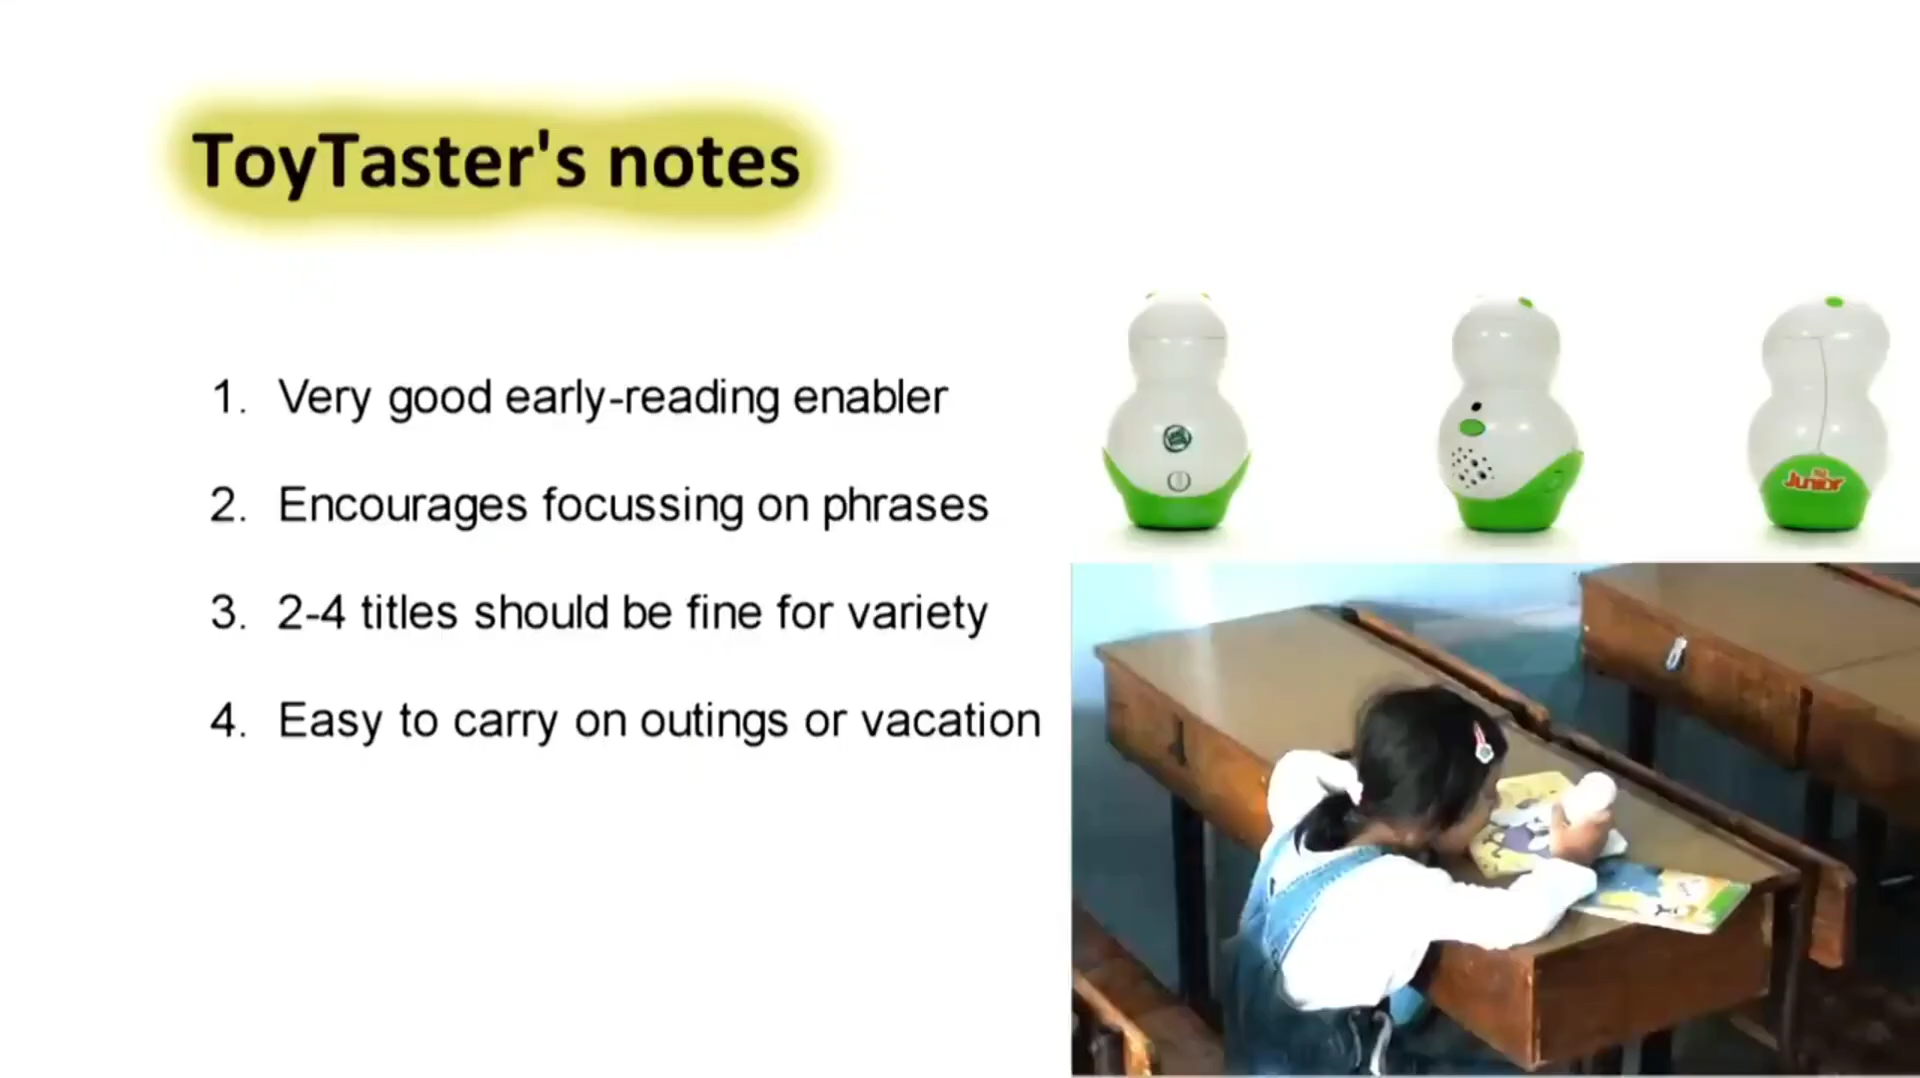 ToyTaster's notes
1. Very good early-reading enabler
2. Encourages focussing on phrases
3. 2-4 titles should be fine for variety
4. Easy to carry on outings or vacation
Junior